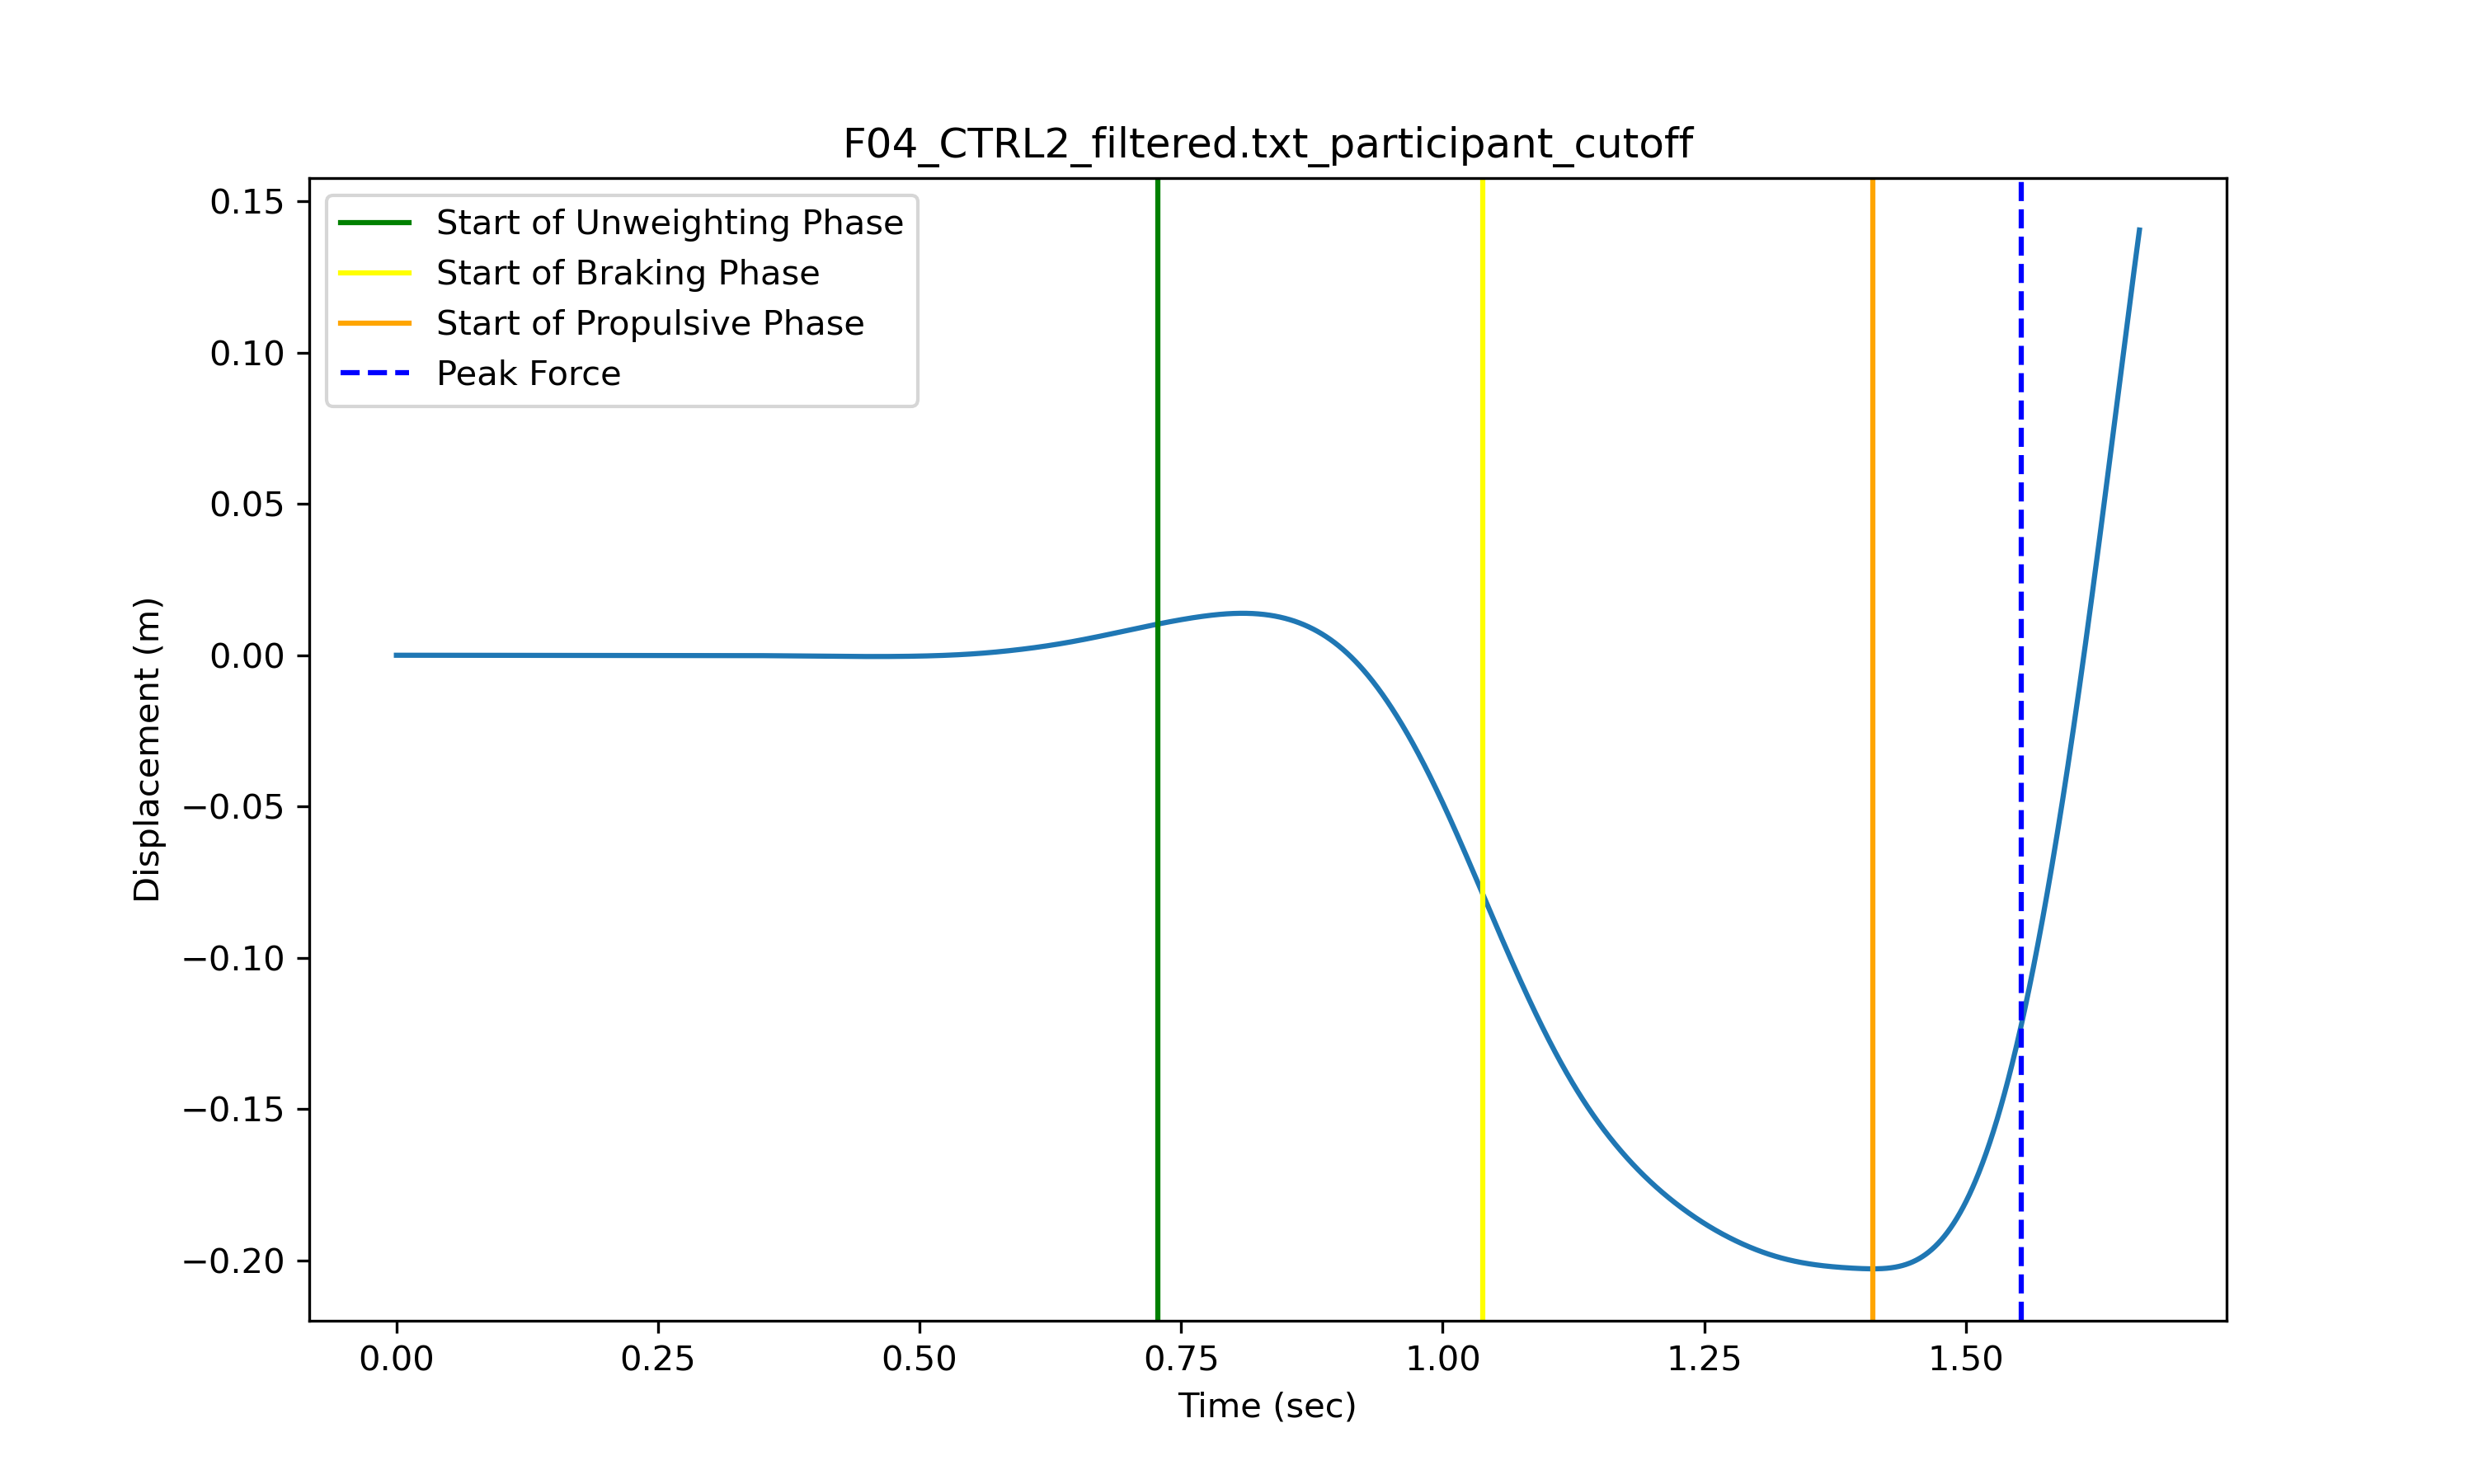 F04_CTRL2_filtered.txt_participant_cutoff
Start of Unweighting Phase
Start of Braking Phase
Start of Propulsive Phase
Peak Force
0.15
0.10
0.05
0.00
−0.05
−0.10
−0.15
−0.20
Displacement (m)
0.00 0.25 0.50 0.75 1.00 1.25 1.50
Time (sec)